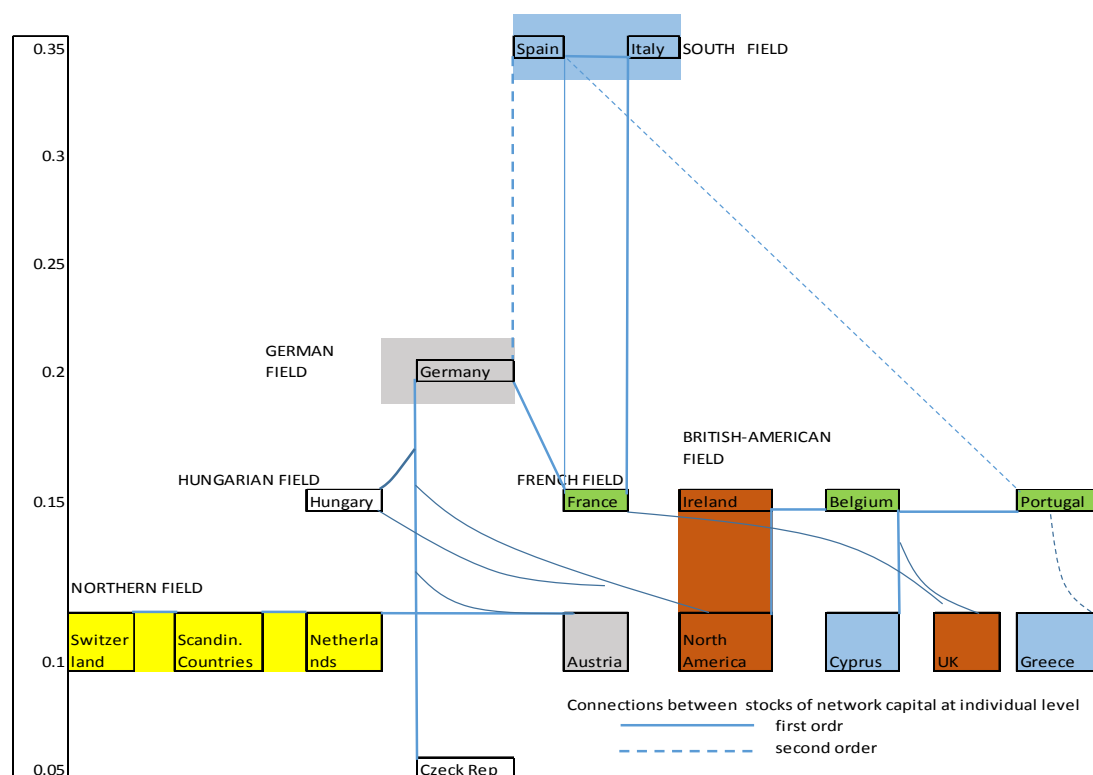 0.35
Spain
Italy
SOUTH FIELD
0.3
0.25
GERMAN
FIELD
0.2
Germany
BRITISH-AMERICAN
FIELD
HUNGARIAN FIELD
FRENCH FIELD
0.15
Hungary
France
Ireland
Belgium
Portugal
NORTHERN FIELD
Switzer
land
Scandin.
Countries
Netherla
nds
0.1
Austria
North
America
Cyprus
UK
Greece
Connections between stocks of network capital at individual level
first ordr
second order
0.05
Czeck Rep